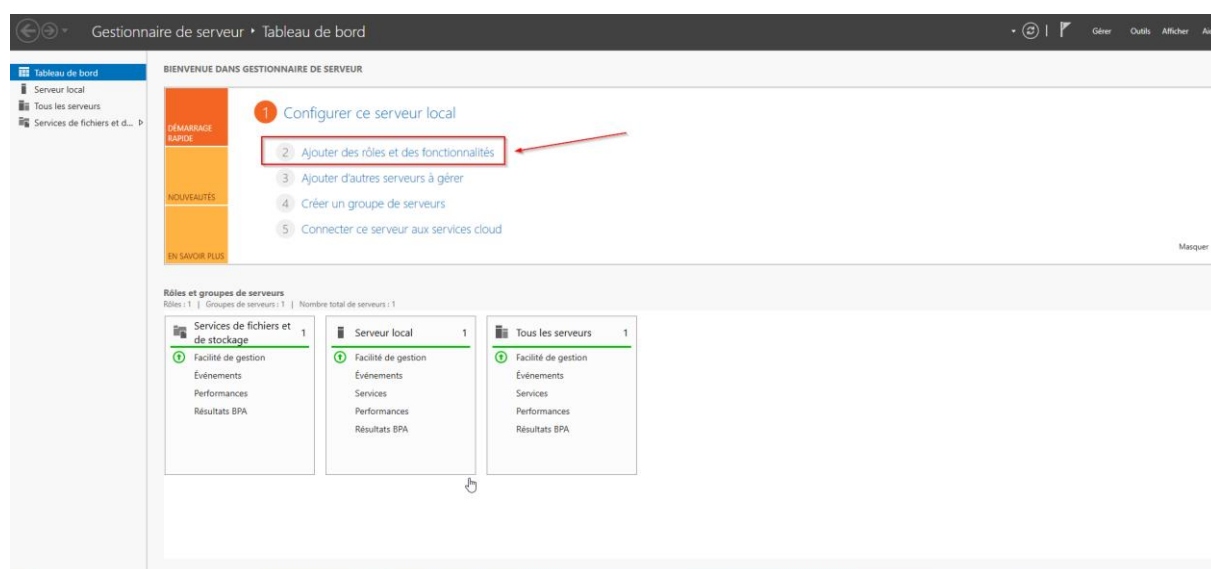 Gestionnaire de serveur ‣ Tableau de bord
Gérer Outils Afficher
Tableau de bord
Serveur local
Tous les serveurs
Services de fichiers et d...
BIENVENUE DANS GESTIONNAIRE DE SERVEUR
DÉMARRAGE
RAPIDE
NOUVEAUTÉS
EN SAVOIR PLUS
1 Configurer ce serveur local
2 Ajouter des rôles et des fonctionnalités
3 Ajouter d'autres serveurs à gérer
4 Créer un groupe de serveurs
5 Connecter ce serveur aux services cloud
Masquer
Rôles et groupes de serveurs
Rôles : 1 | Groupes de serveurs : 1 | Nombre total de serveurs : 1
Services de fichiers et
de stockage
1
Facilité de gestion
Événements
Performances
Résultats BPA
Serveur local 1
Facilité de gestion
Événements
Services
Performances
Résultats BPA
Tous les serveurs 1
Facilité de gestion
Événements
Services
Performances
Résultats BPA